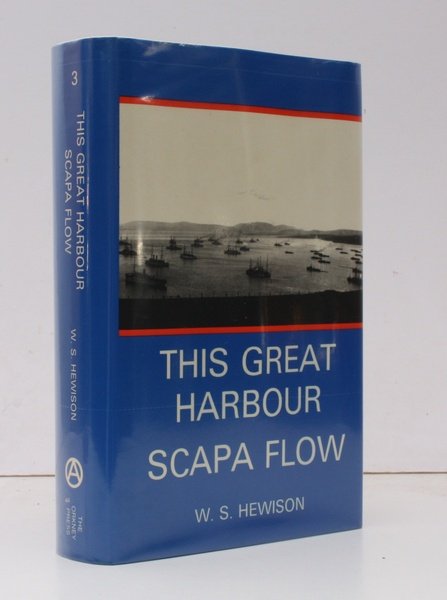 3
THIS GREAT HARBOUR
SCAPA FLOW
W. S. HEWISON
THE
ORKNEY
PRESS
THIS GREAT
HARBOUR
SCAPA FLOW
W. S. HEWISON